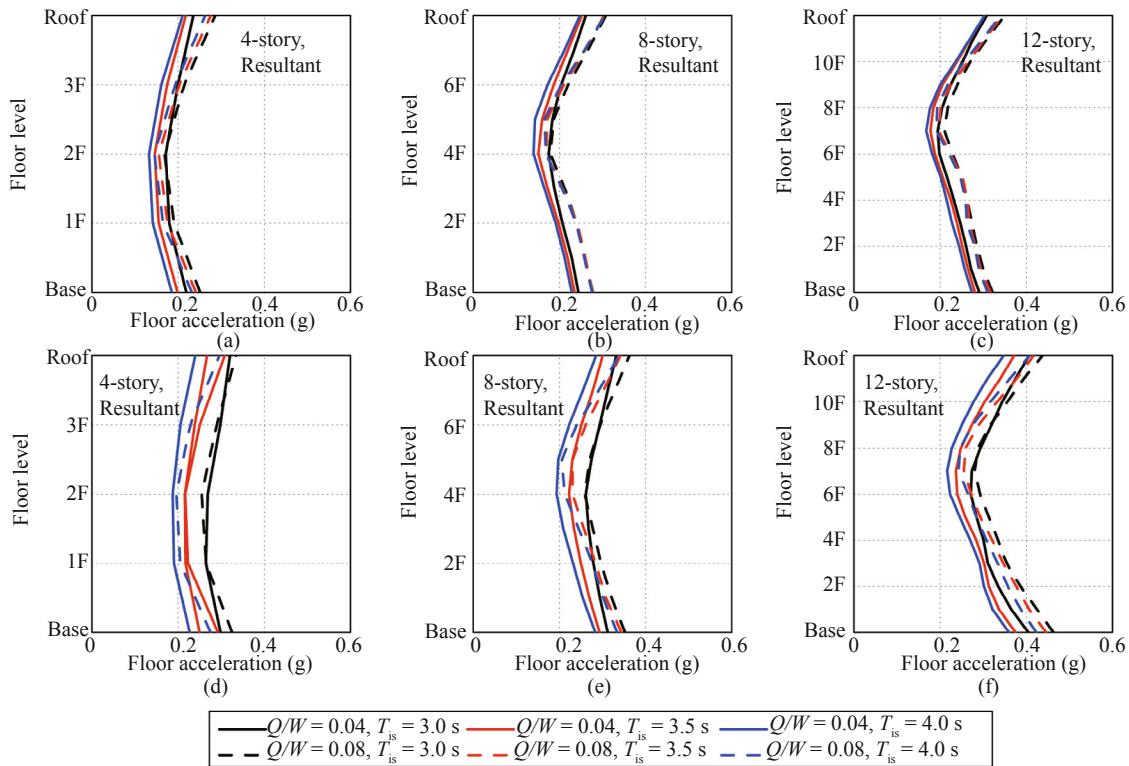 Roof
3F
2F
1F
Base
Floor level
4-story,
Resultant
0 0.2 0.4 0.6
Floor acceleration (g)
(a)
Roof
6F
4F
2F
Base
Floor level
8-story,
Resultant
0 0.2 0.4 0.6
Floor acceleration (g)
(b)
Roof
10F
8F
6F
4F
2F
Base
Floor level
12-story,
Resultant
0 0.2 0.4 0.6
Floor acceleration (g)
(c)
Roof
3F
2F
1F
Base
Floor level
4-story,
Resultant
0 0.2 0.4 0.6
Floor acceleration (g)
(d)
Roof
6F
4F
2F
Base
Floor level
8-story,
Resultant
0 0.2 0.4 0.6
Floor acceleration (g)
(e)
Roof
10F
8F
6F
4F
2F
Base
Floor level
12-story,
Resultant
0 0.2 0.4 0.6
Floor acceleration (g)
(f)
Q/W = 0.04, Tis = 3.0 s Q/W = 0.04, Tis = 3.5 s Q/W = 0.04, Tis = 4.0 s
Q/W = 0.08, Tis = 3.0 s Q/W = 0.08, Tis = 3.5 s Q/W = 0.08, Tis = 4.0 s